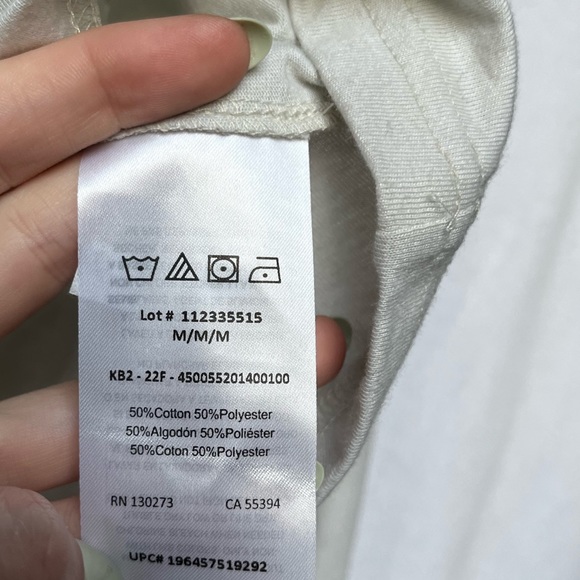 Lot # 112335515
M/M/M
KB2 - 22F - 450055201400100
50%Cotton 50%Polyester
50%Algodón 50%Poliéster
50%Coton 50%Polyester
RN 130273 CA 55394
UPC# 196457519292